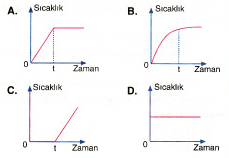 A. Sıcaklık
0 t Zaman
B. Sıcaklık
0 t Zaman
C. Sıcaklık
0 t Zaman
D. Sıcaklık
0 Zaman